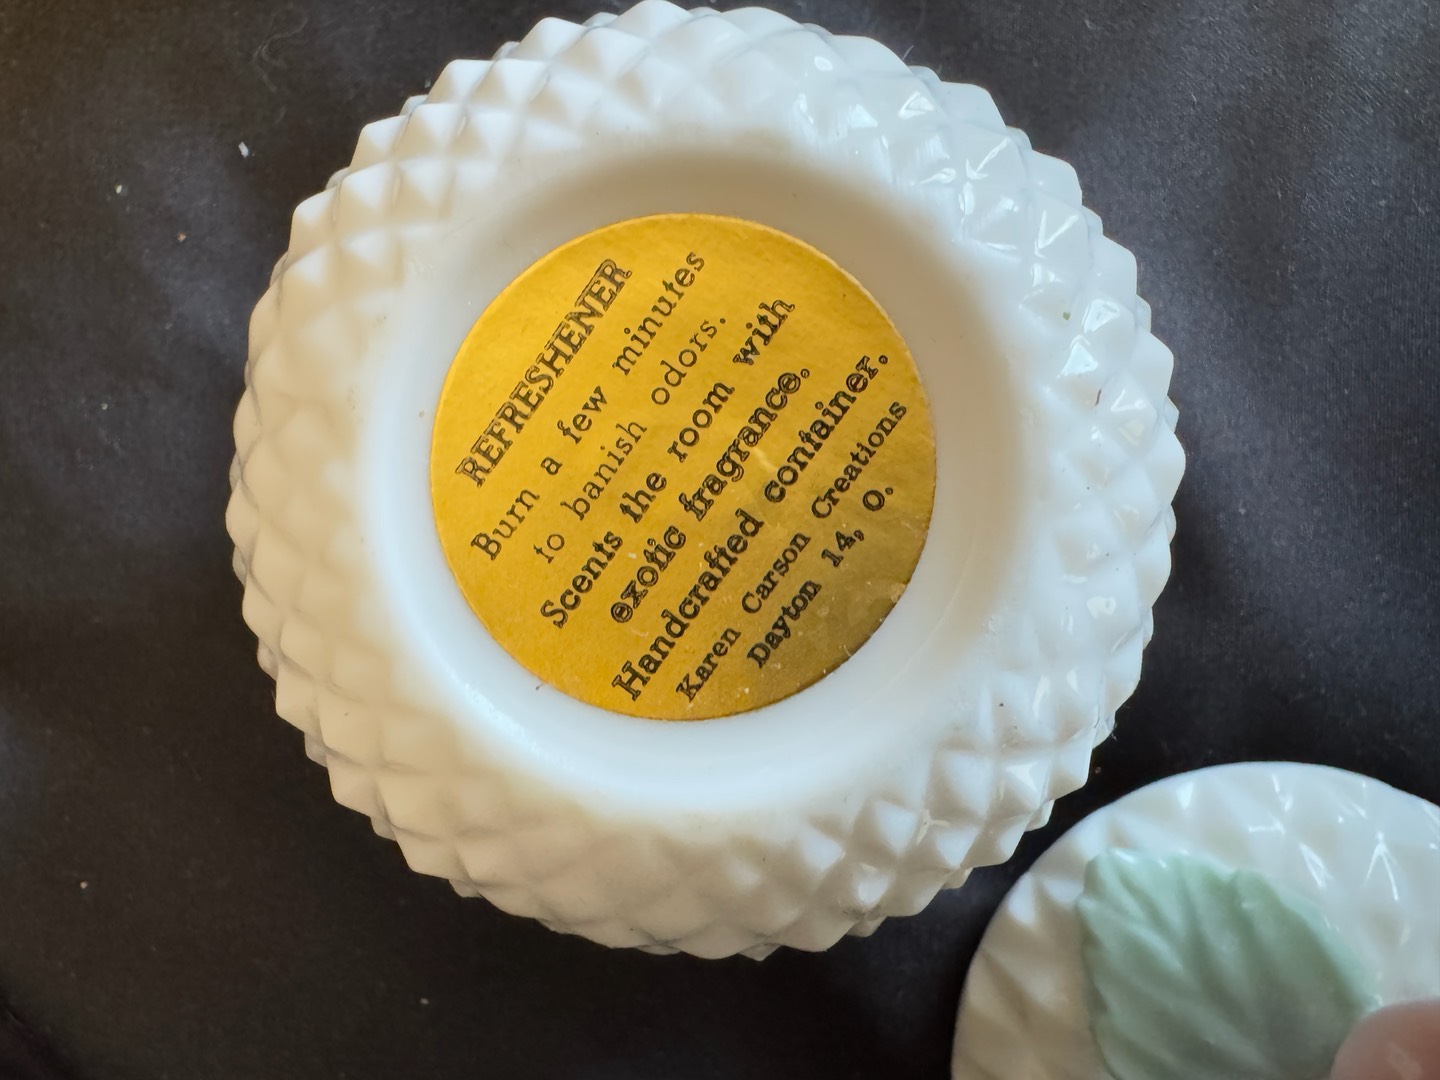 REFRESHENER
Burn a few minutes
to banish odors.
Scents the room with
exotic fragrance.
Handcrafted container.
Karen Carson Creations
Dayton 14, O.